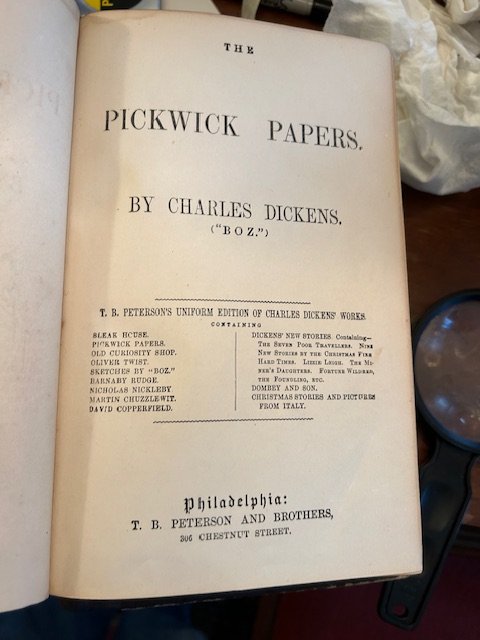 THE
PICKWICK PAPERS.
BY CHARLES DICKENS.
("BOZ.")
T. B. PETERSON'S UNIFORM EDITION OF CHARLES DICKENS' WORKS.
CONTAINING
BLEAK HOUSE.
PICKWICK PAPERS.
OLD CURIOSITY SHOP.
OLIVER TWIST.
SKETCHES BY "BOZ."
BARNABY RUDGE.
NICHOLAS NICKLEBY.
MARTIN CHUZZLEWIT.
DAVID COPPERFIELD.
DICKENS' NEW STORIES. Containing—
THE SEVEN POOR TRAVELLERS. NINE
NEW STORIES BY THE CHRISTMAS FIRE
HARD TIMES. LIZZIE LEIGH. THE MI-
NER'S DAUGHTERS. FORTUNE WILDRED,
THE FOUNDLING, ETC.
DOMBEY AND SON.
CHRISTMAS STORIES AND PICTURES
FROM ITALY.
Philadelphia:
T. B. PETERSON AND BROTHERS,
306 CHESTNUT STREET.